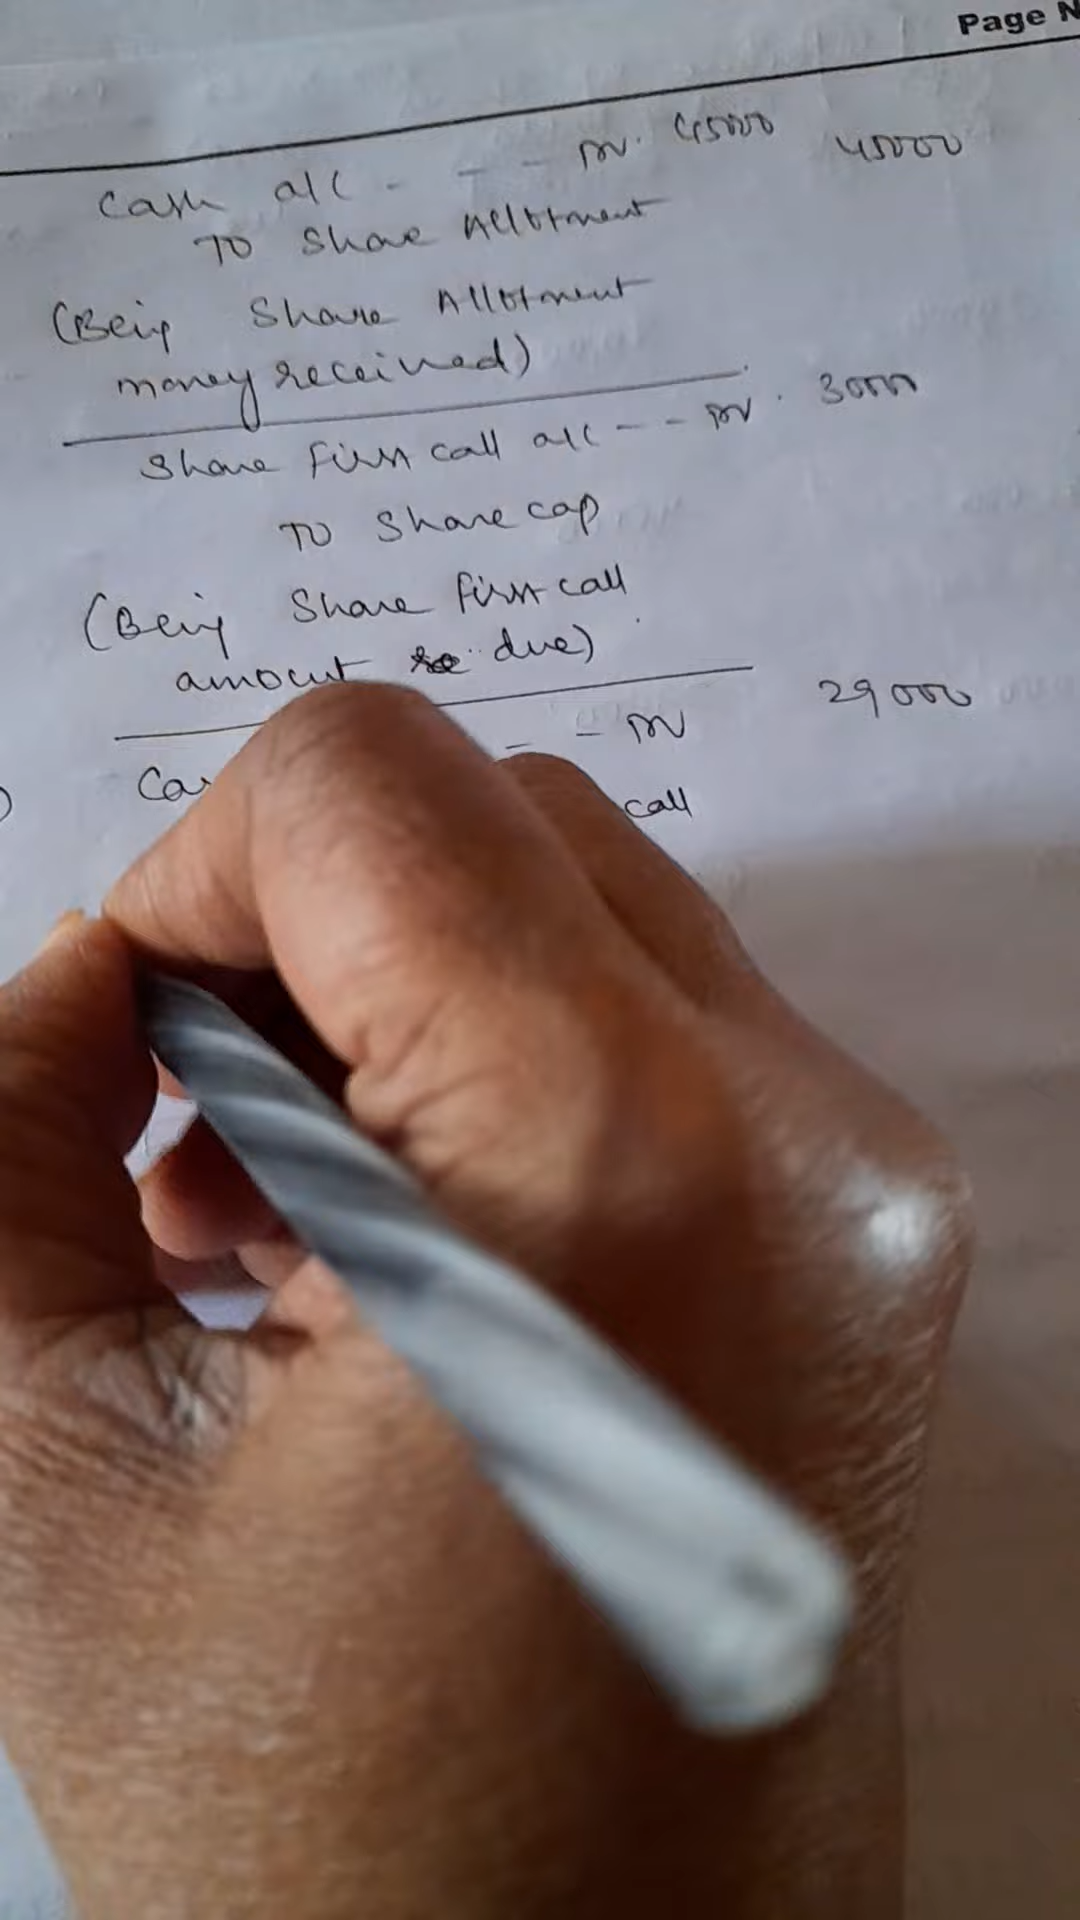 Page N
Cash a/c - - - Dr. 45000 45000
To Share Allotment
(Being Share Allotment
money received)
Share First call a/c - - Dr.
To Share cap
(Being Share first call
amount due)
Ca - - Dr 29000
call